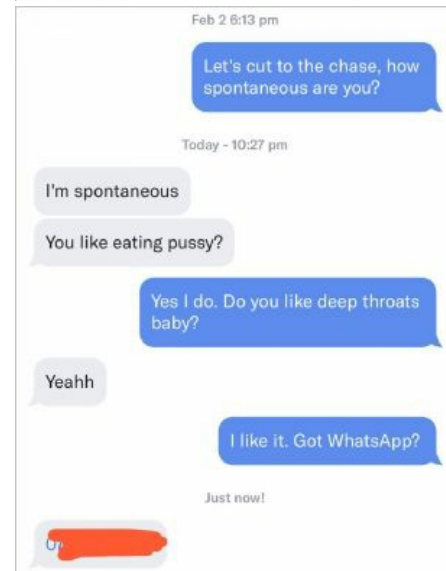 Feb 2 6:13 pm
Let's cut to the chase, how
spontaneous are you?
Today - 10:27 pm
I'm spontaneous
You like eating pussy?
Yes I do. Do you like deep throats
baby?
Yeahh
I like it. Got WhatsApp?
Just now!